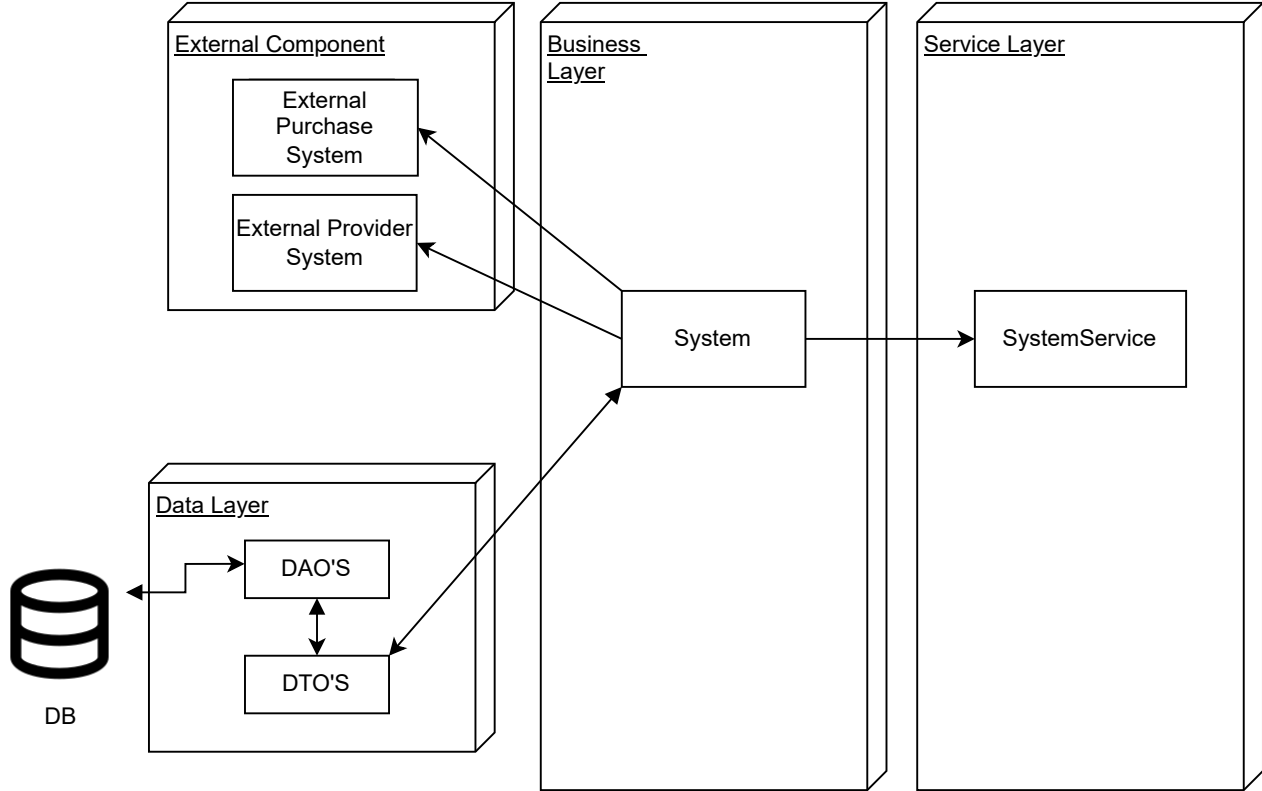 External Component
External
Purchase
System
External Provider
System
Business
Layer
System
Service Layer
SystemService
Data Layer
DAO'S
DTO'S
DB